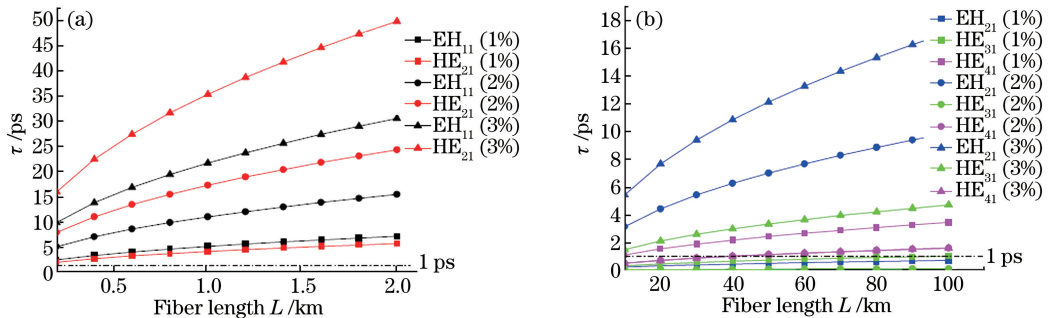 (a)
50
45
40
35
30
25
20
15
10
5
0
τ /ps
0.5
1.0
1.5
2.0
Fiber length L /km
1 ps
EH11 (1%)
HE21 (1%)
EH11 (2%)
HE21 (2%)
EH11 (3%)
HE21 (3%)
(b)
18
16
14
12
10
8
6
4
2
0
τ /ps
20
40
60
80
100
Fiber length L /km
1 ps
EH21 (1%)
HE31 (1%)
HE41 (1%)
EH21 (2%)
HE31 (2%)
HE41 (2%)
EH21 (3%)
HE31 (3%)
HE41 (3%)